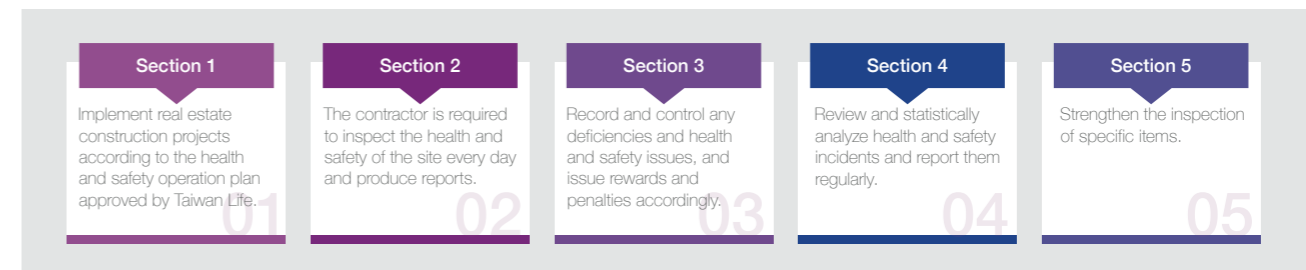 Section 1
Implement real estate
construction projects
according to the health
and safety operation plan
approved by Taiwan Life.
01
Section 2
The contractor is required
to inspect the health and
safety of the site every day
and produce reports.
02
Section 3
Record and control any
deficiencies and health
and safety issues, and
issue rewards and
penalties accordingly.
03
Section 4
Review and statistically
analyze health and safety
incidents and report them
regularly.
04
Section 5
Strengthen the inspection
of specific items.
05